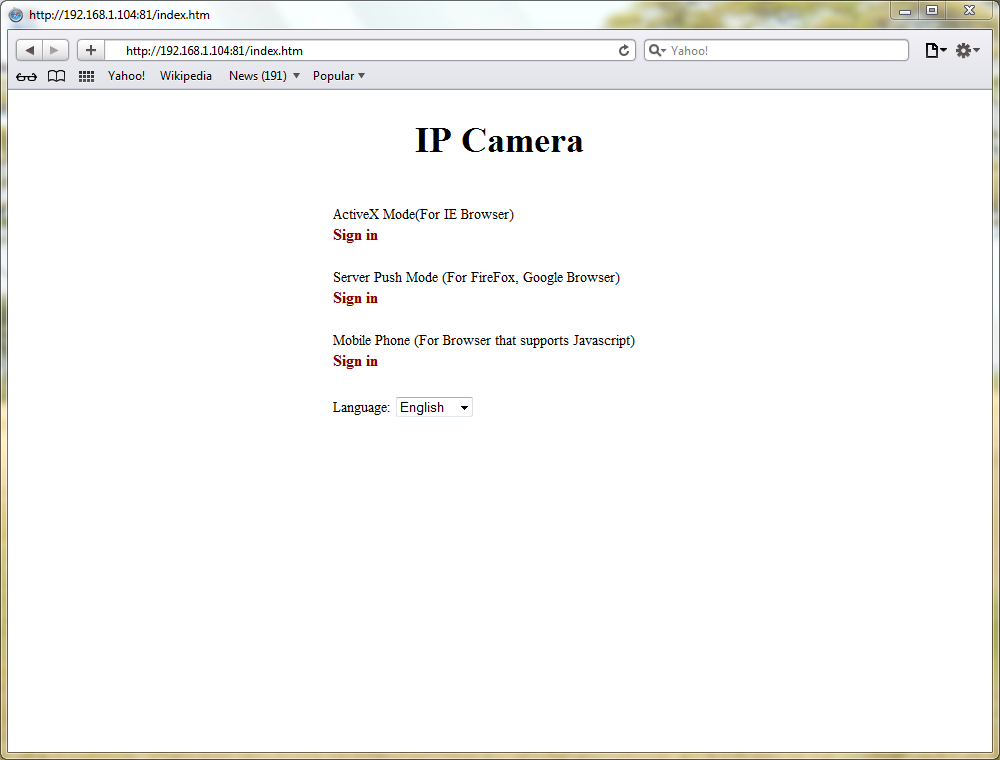 http://192.168.1.104:81/index.htm
http://192.168.1.104:81/index.htm
Yahoo!
Yahoo! Wikipedia News (191) Popular
IP Camera
ActiveX Mode(For IE Browser)
Sign in
Server Push Mode (For FireFox, Google Browser)
Sign in
Mobile Phone (For Browser that supports Javascript)
Sign in
Language: English